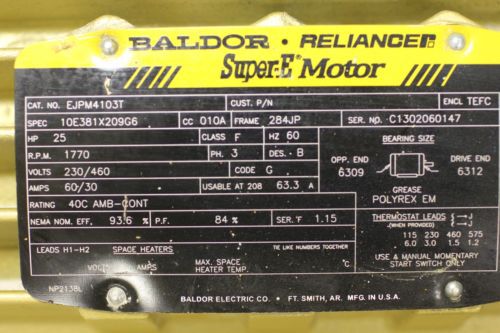 BALDOR · RELIANCER
Super-E® Motor
CAT. NO. EJPM4103T CUST. P/N ENCL TEFC
SPEC 10E381X209G6 CC 010A FRAME 284JP SER. NO. C1302060147
HP 25 CLASS F HZ 60 BEARING SIZE
R.P.M. 1770 PH. 3 DES. B OPP. END DRIVE END
VOLTS 230/460 CODE G 6309 6312
AMPS 60/30 USABLE AT 208 63.3 A GREASE
RATING 40C AMB-CONT POLYREX EM
NEMA NOM. EFF. 93.6 % P.F. 84 % SER.'F 1.15 THERMOSTAT LEADS J J
(WHEN PROVIDED)
115 230 460 575
6.0 3.0 1.5 1.2
LEADS H1-H2 SPACE HEATERS TIE LIKE NUMBERS TOGETHER
USE & MANUAL MOMENTARY
START SWITCH ONLY
AMPS MAX. SPACE
HEATER TEMP.
NP2138L
BALDOR ELECTRIC CO. • FT. SMITH, AR. MFG. IN U.S.A.